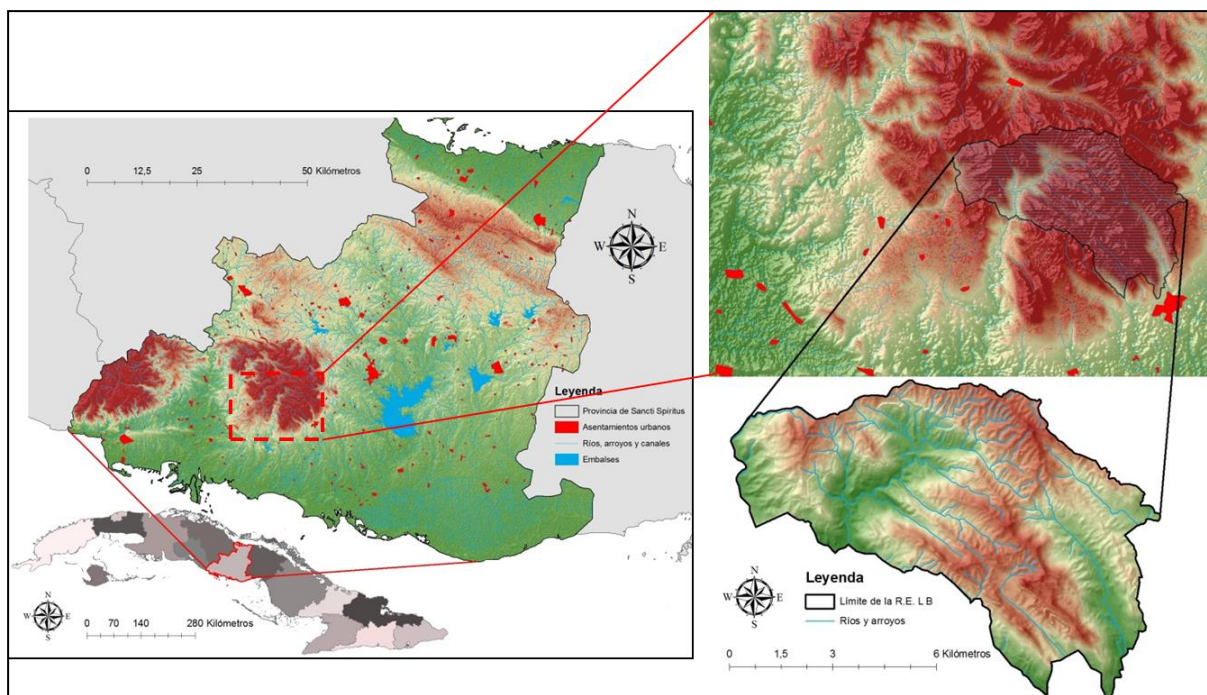 0 12,5 25 50 Kilómetros
N
W E
S
Leyenda
Provincia de Sancti Spiritus
Asentamientos urbanos
Ríos, arroyos y canales
Embalses
N
W E
S
0 70 140 280 Kilómetros
N
W E
S
Leyenda
Límite de la R.E. L B
Ríos y arroyos
0 1,5 3 6 Kilómetros